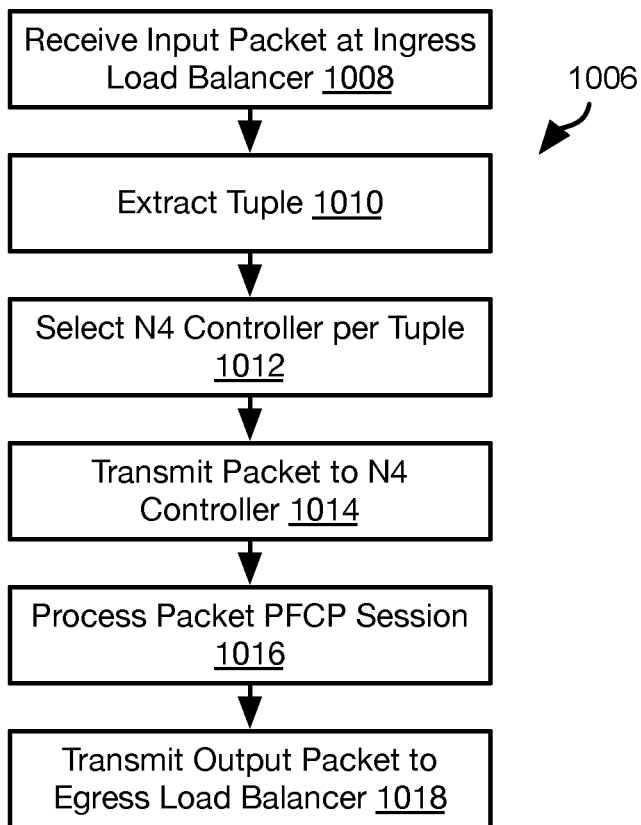 Receive Input Packet at Ingress
Load Balancer 1008
1006
Extract Tuple 1010
Select N4 Controller per Tuple
1012
Transmit Packet to N4
Controller 1014
Process Packet PFCP Session
1016
Transmit Output Packet to
Egress Load Balancer 1018